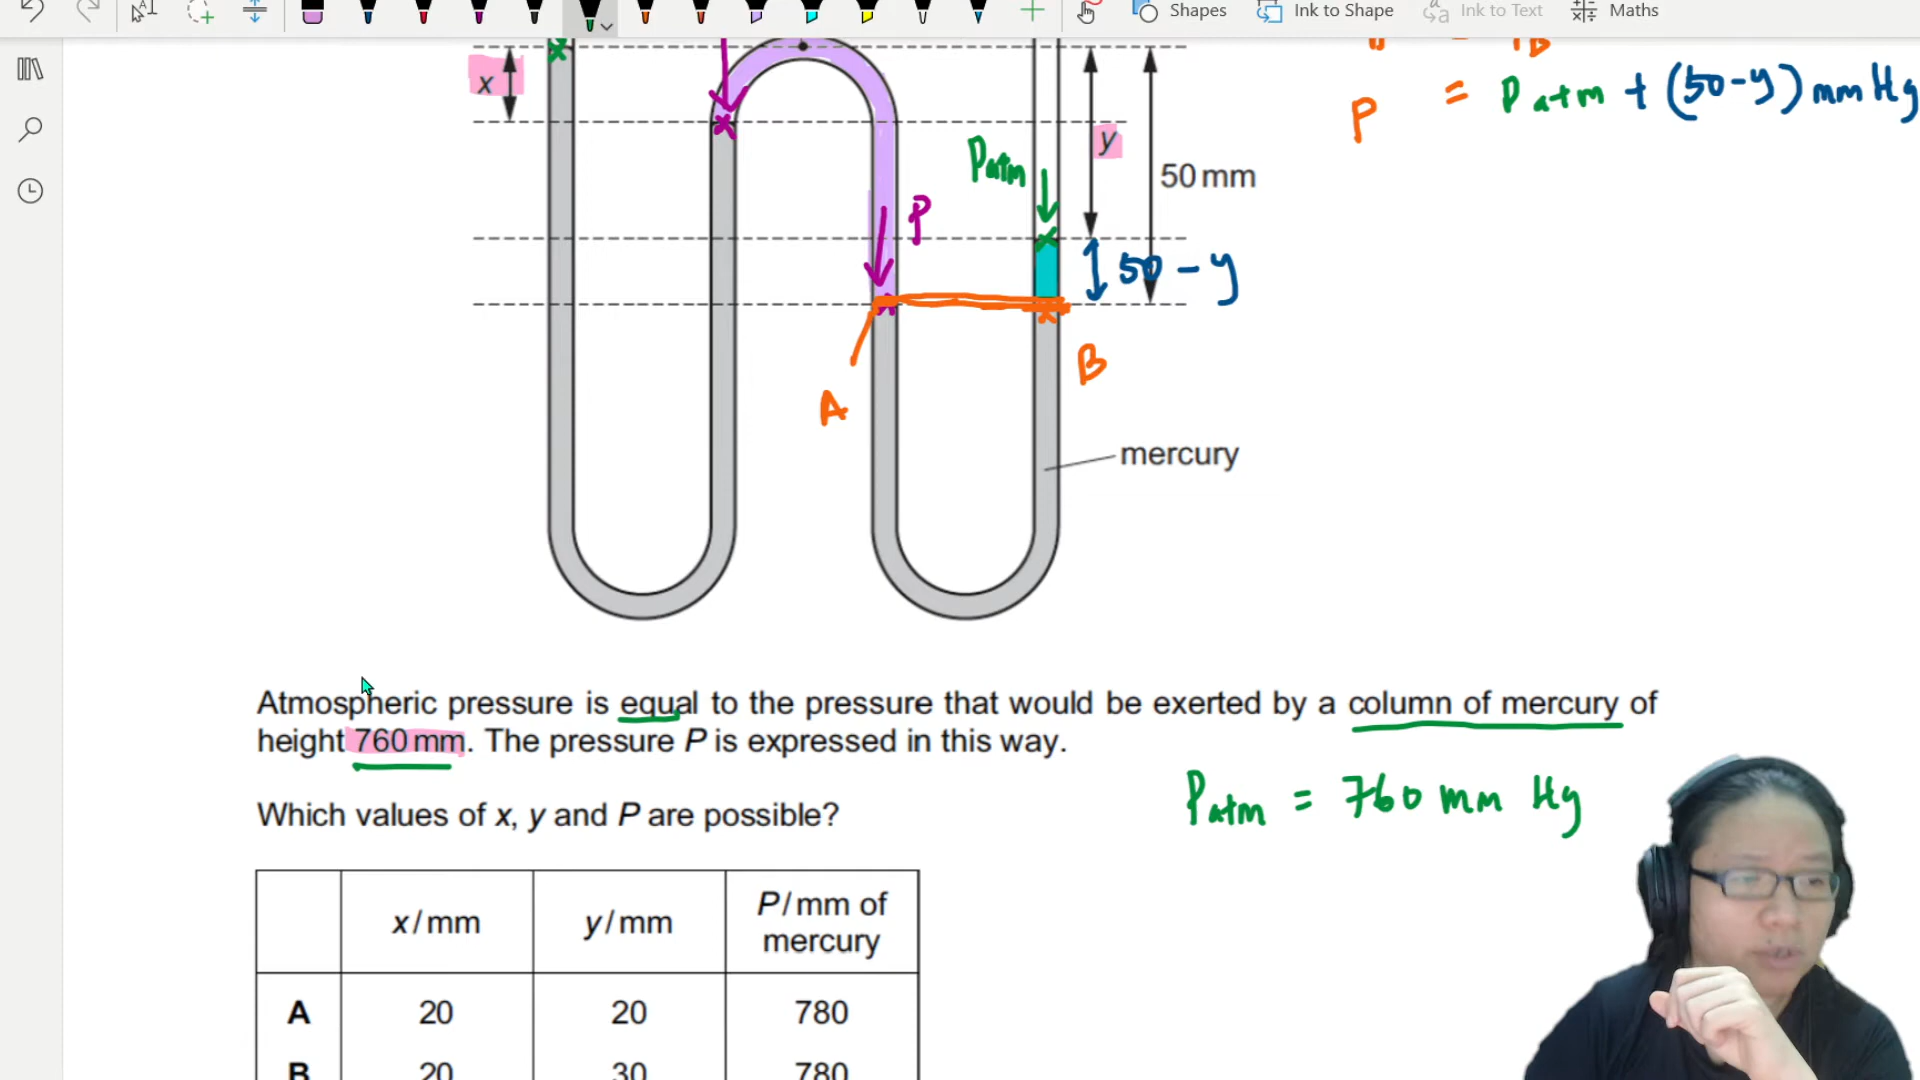 Shapes
Ink to Shape
Ink to Text
Maths
x
P = Patm + (50-y) mm Hg
Patm
y
50 mm
P
50 - y
A
B
mercury
Atmospheric pressure is equal to the pressure that would be exerted by a column of mercury of
height 760 mm. The pressure P is expressed in this way.
Patm = 760 mm Hg
Which values of x, y and P are possible?
x/mm y/mm P/mm of
mercury
A 20 20 780
B 20 30 780